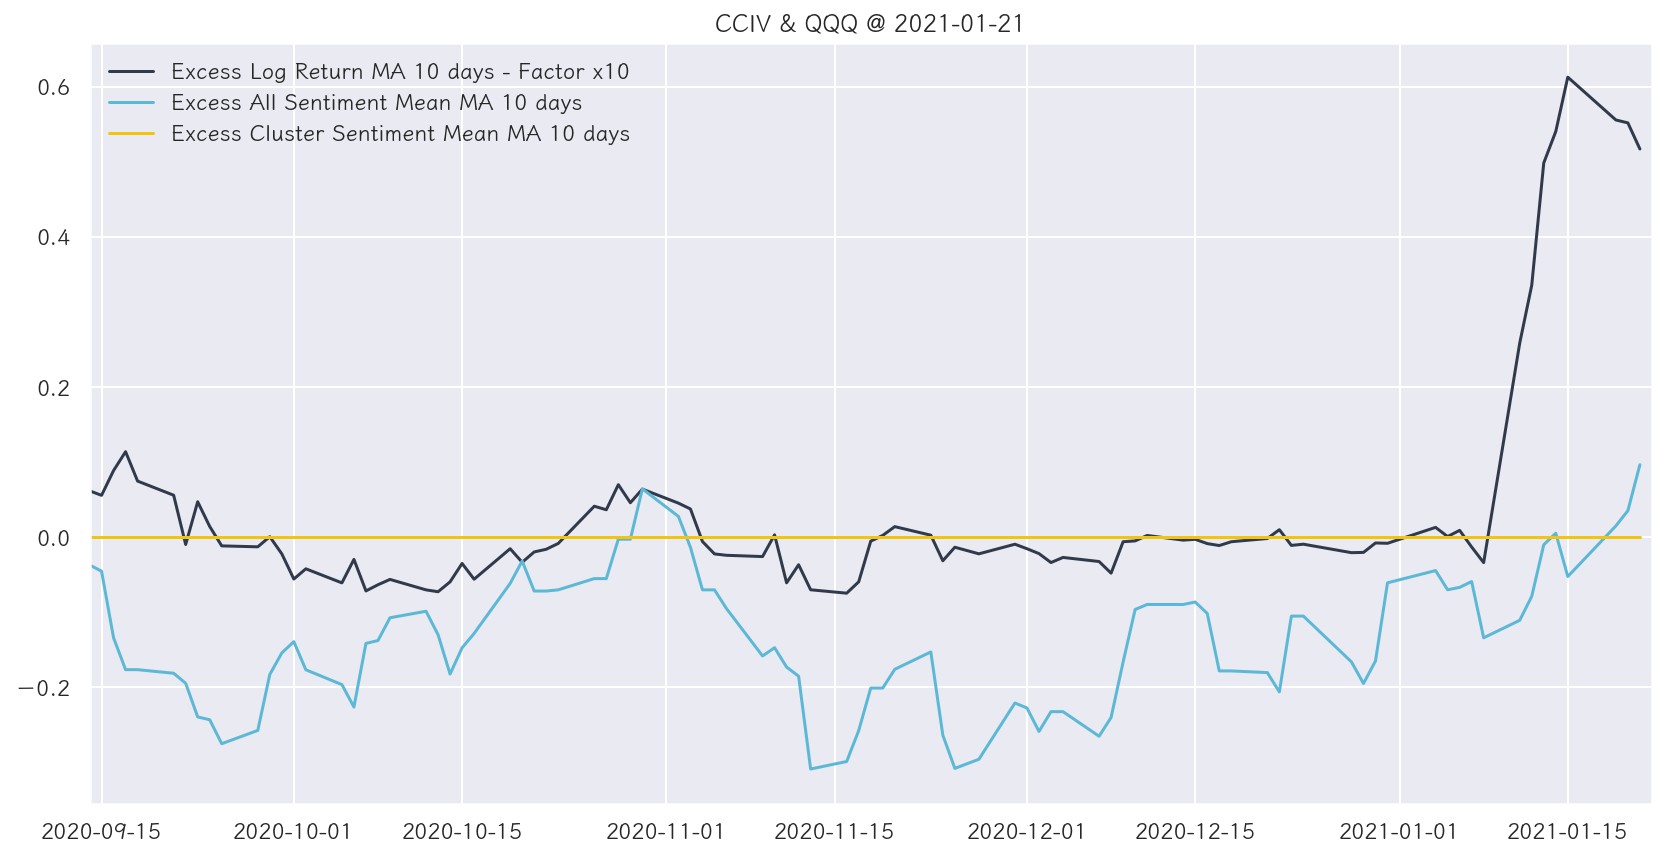 CCIV & QQQ @ 2021-01-21
Excess Log Return MA 10 days - Factor x10
Excess All Sentiment Mean MA 10 days
Excess Cluster Sentiment Mean MA 10 days
0.6
0.4
0.2
0.0
−0.2
2020-09-15 2020-10-01 2020-10-15 2020-11-01 2020-11-15 2020-12-01 2020-12-15 2021-01-01 2021-01-15